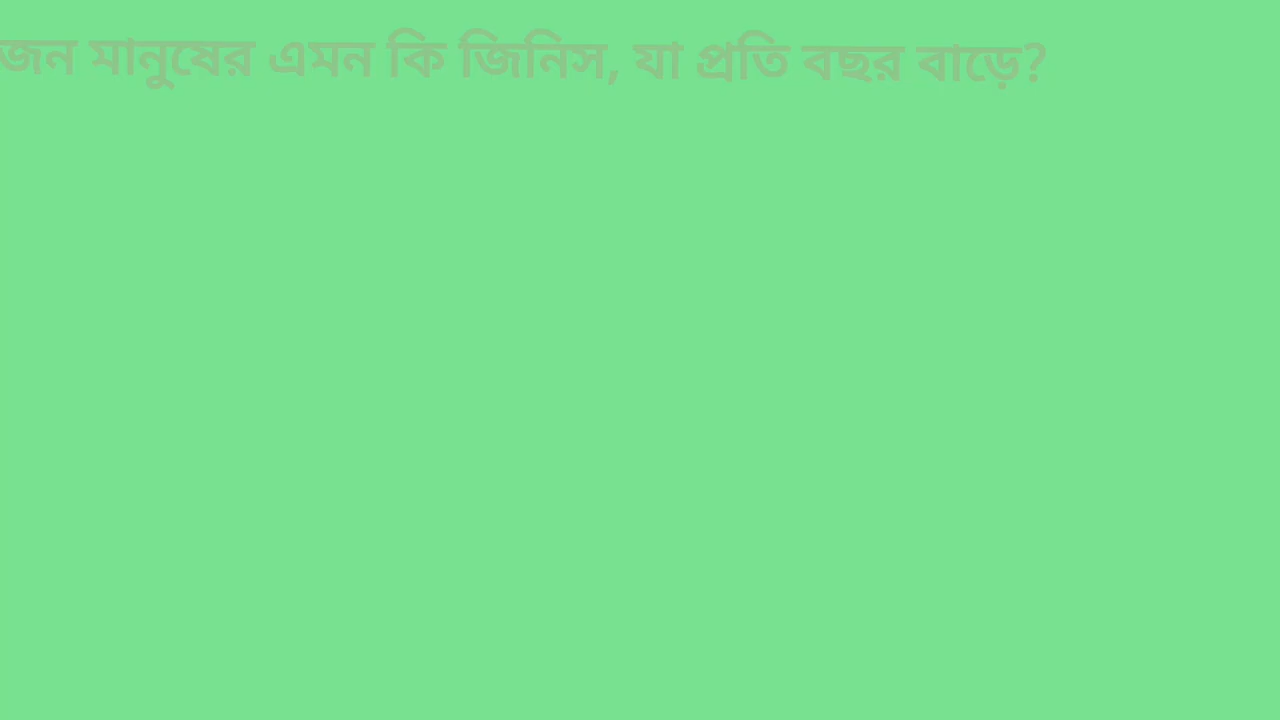 জন মানুষের এমন কি জিনিস, যা প্রতি বছর বাড়ে?